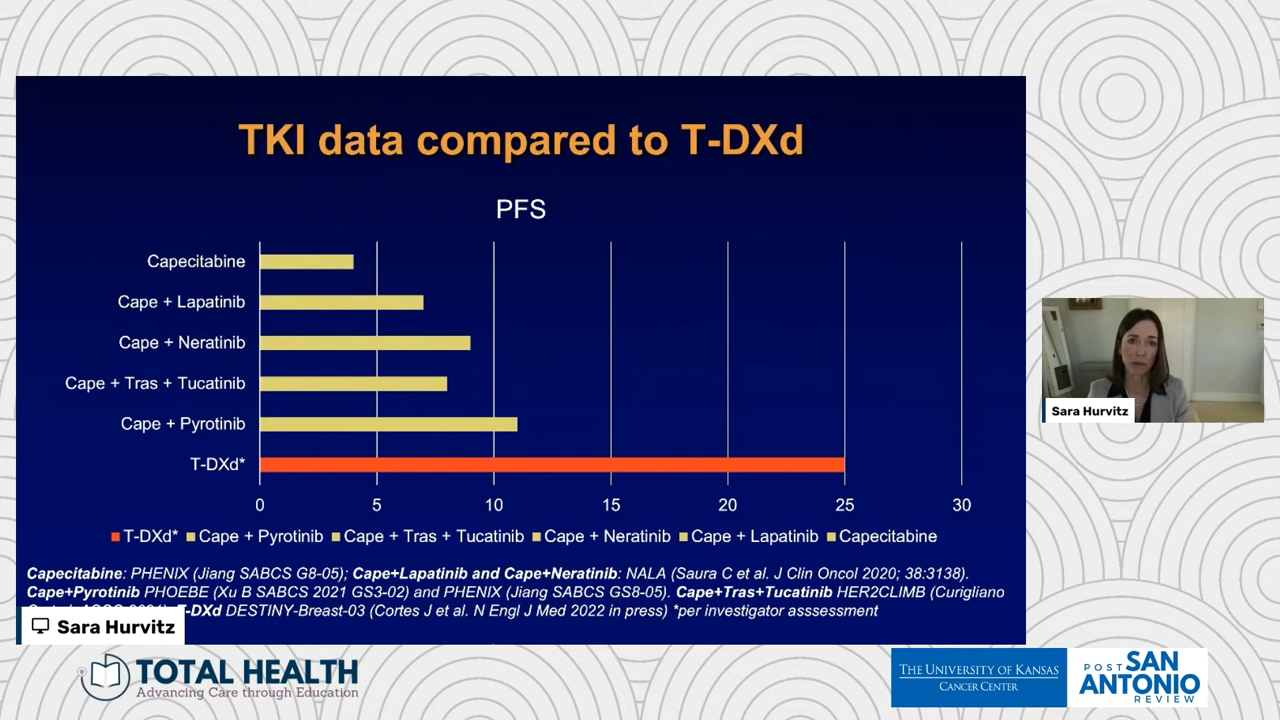 TKI data compared to T-DXd
PFS
Capecitabine
Cape + Lapatinib
Cape + Neratinib
Cape + Tras + Tucatinib
Cape + Pyrotinib
T-DXd*
0 5 10 15 20 25 30
T-DXd* Cape + Pyrotinib Cape + Tras + Tucatinib Cape + Neratinib Cape + Lapatinib Capecitabine
Capecitabine: PHENIX (Jiang SABCS G8-05); Cape+Lapatinib and Cape+Neratinib: NALA (Saura C et al. J Clin Oncol 2020; 38:3138).
Cape+Pyrotinib PHOEBE (Xu B SABCS 2021 GS3-02) and PHENIX (Jiang SABCS GS8-05). Cape+Tras+Tucatinib HER2CLIMB (Curigliano
T-DXd DESTINY-Breast-03 (Cortes J et al. N Engl J Med 2022 in press) *per investigator asssessment
Sara Hurvitz
Sara Hurvitz
TOTAL HEALTH
Advancing Care through Education
THE UNIVERSITY OF KANSAS
CANCER CENTER
POST SAN
ANTONIO
REVIEW